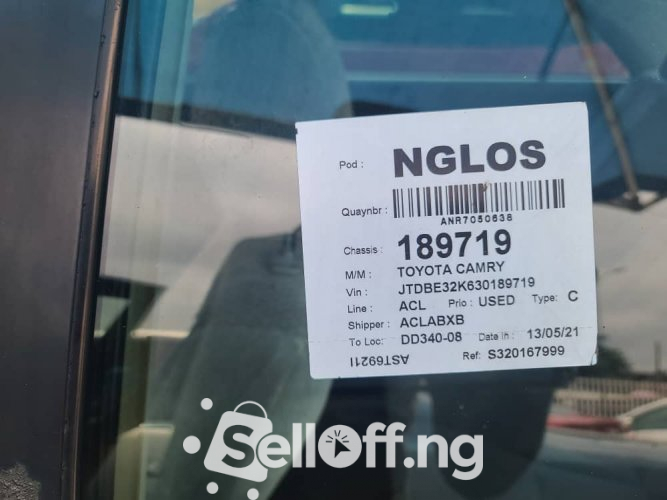 Pod : NGLOS
Quaynbr :
ANR7050638
Chassis : 189719
M/M : TOYOTA CAMRY
Vin : JTDBE32K630189719
Line : ACL Prio : USED Type: C
Shipper : ACLABXB
To Loc: DD340-08 Date in : 13/05/21
AST6921I Ref: S320167999
SellOff.ng